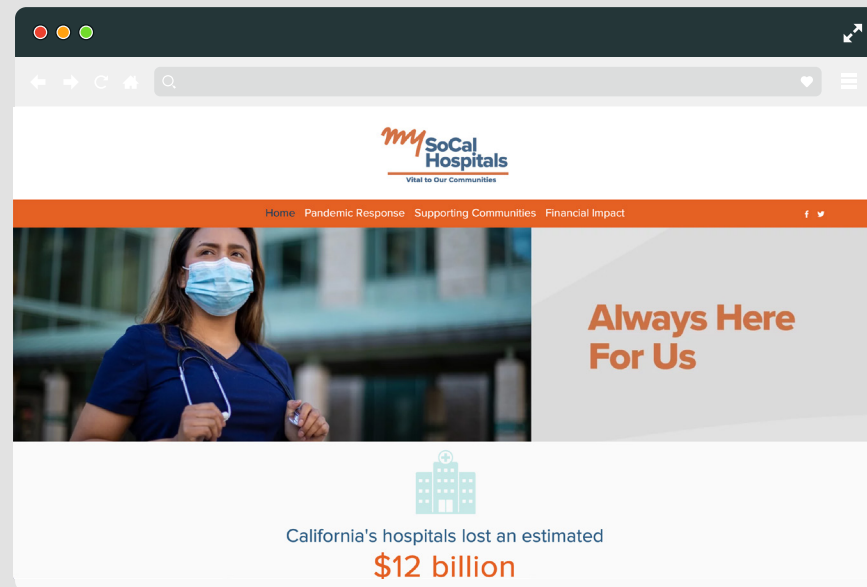 my SoCal
Hospitals
Vital to Our Communities
Home Pandemic Response Supporting Communities Financial Impact
Always Here
For Us
California's hospitals lost an estimated
$12 billion